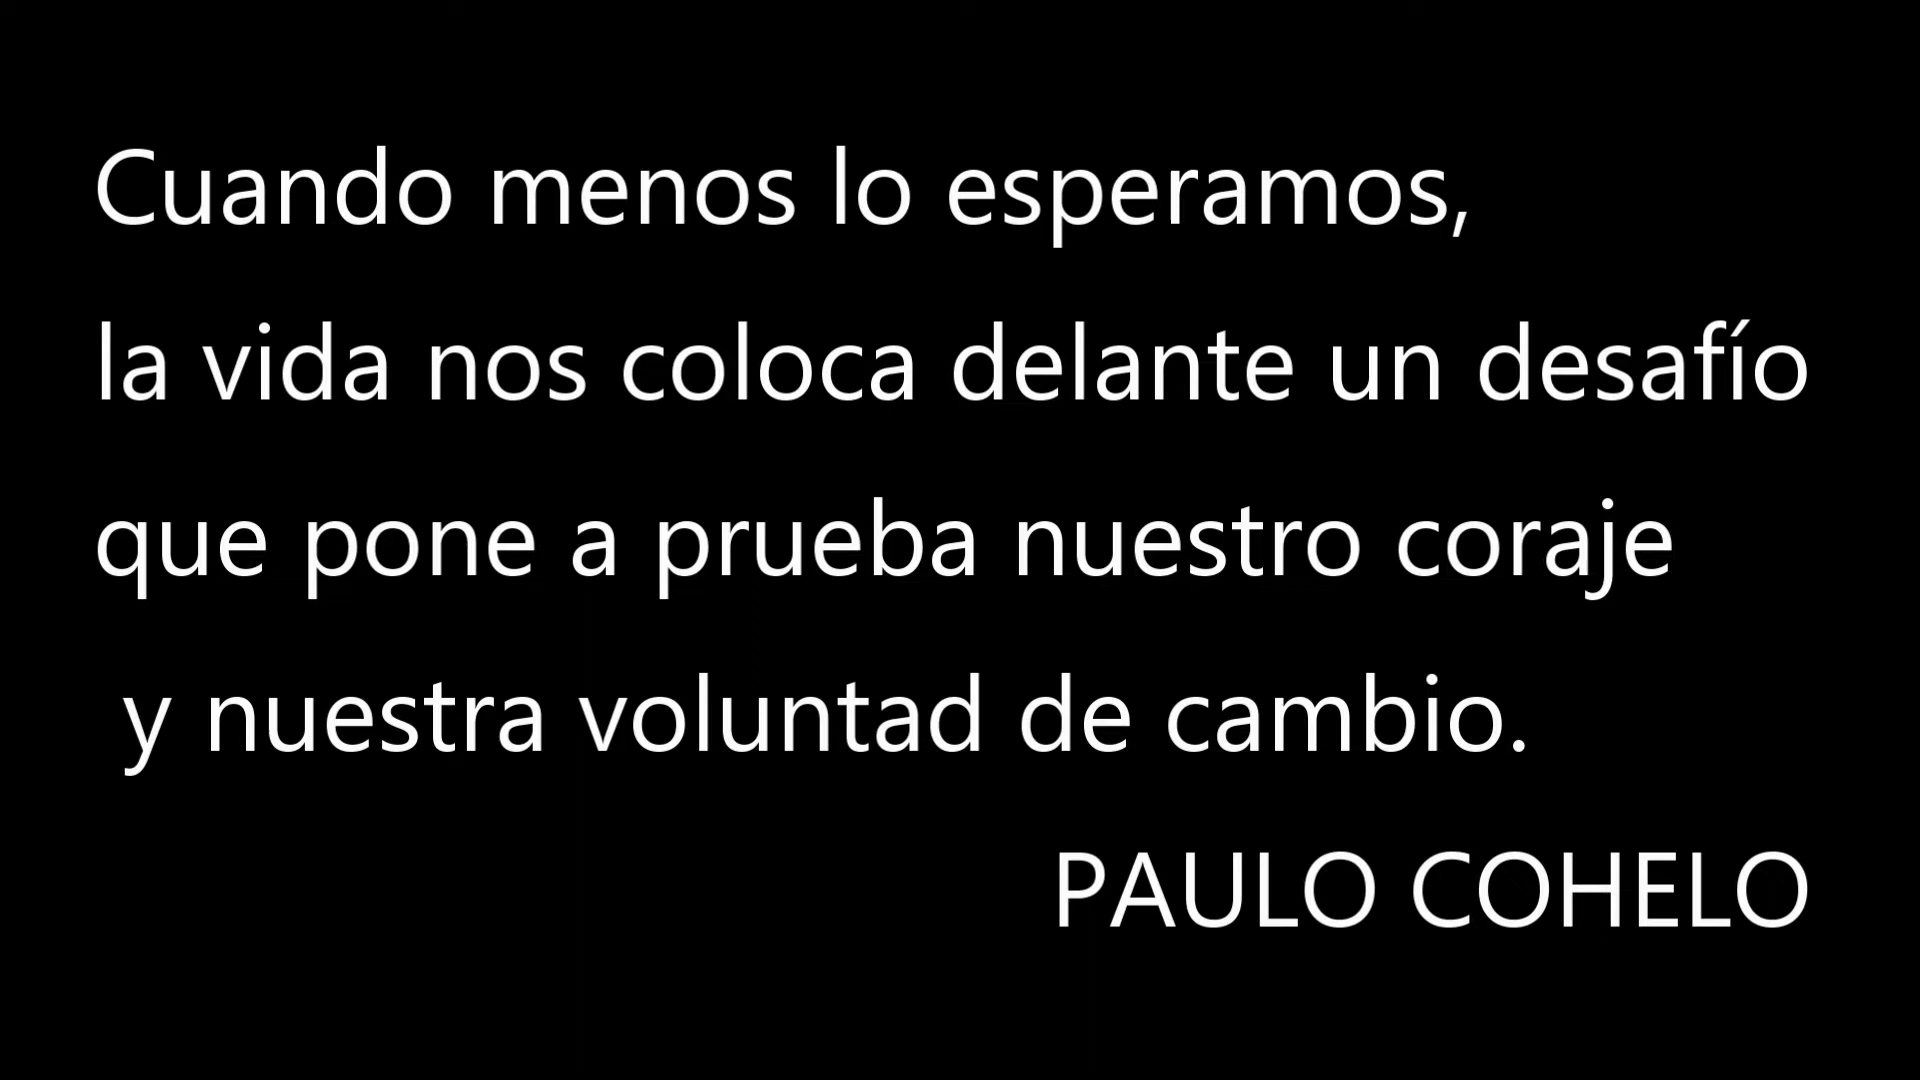 Cuando menos lo esperamos,
la vida nos coloca delante un desafío
que pone a prueba nuestro coraje
y nuestra voluntad de cambio.
PAULO COHELO